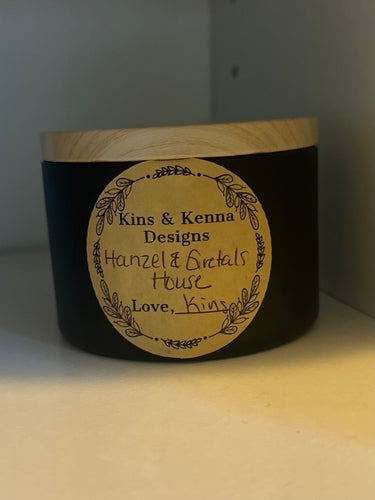 Kins & Kenna
Designs
Hanzel & Gretals
House
Love, Kins